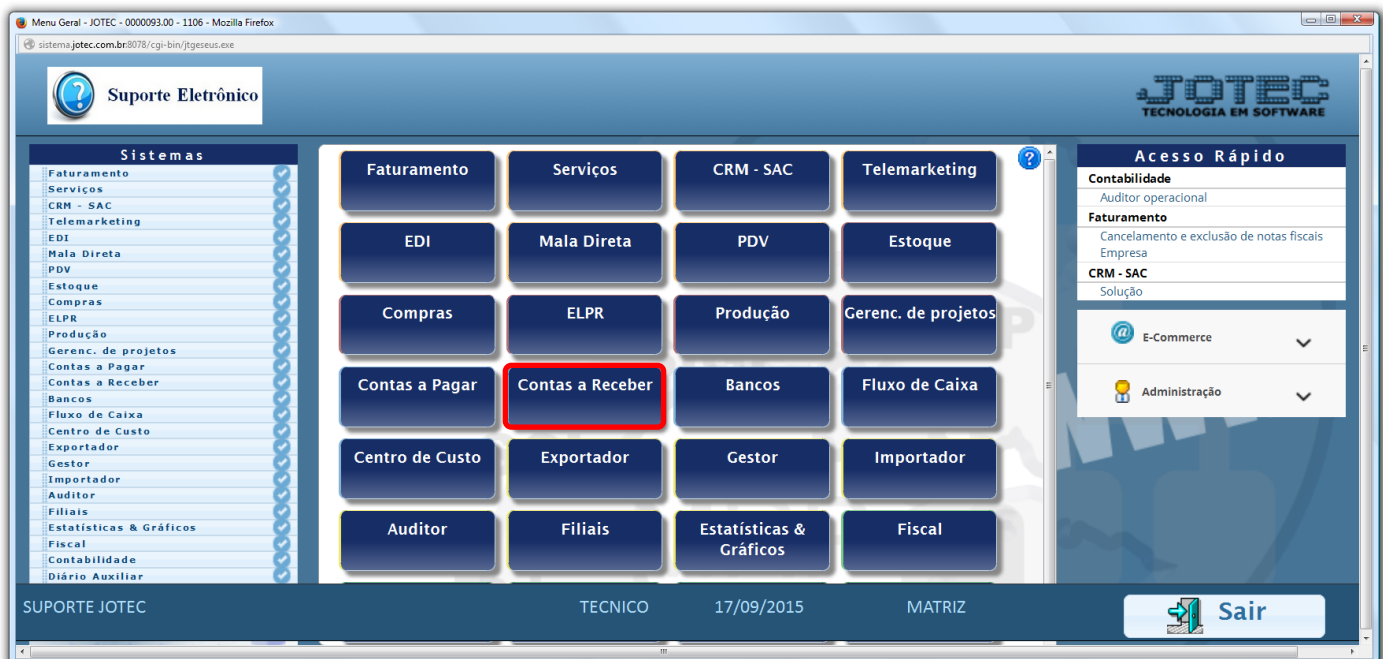 Menu Geral - JOTEC - 0000093.00 - 1106 - Mozilla Firefox
sistema.jotec.com.br:8078/cgi-bin/jtgeseus.exe
Suporte Eletrônico
JOTEC
TECNOLOGIA EM SOFTWARE
Sistemas
Faturamento
Serviços
CRM - SAC
Telemarketing
EDI
Mala Direta
PDV
Estoque
Compras
ELPR
Produção
Gerenc. de projetos
Contas a Pagar
Contas a Receber
Bancos
Fluxo de Caixa
Centro de Custo
Exportador
Gestor
Importador
Auditor
Filiais
Estatísticas & Gráficos
Fiscal
Contabilidade
Diário Auxiliar
Faturamento Serviços CRM - SAC Telemarketing
EDI Mala Direta PDV Estoque
Compras ELPR Produção Gerenc. de projetos
Contas a Pagar Contas a Receber Bancos Fluxo de Caixa
Centro de Custo Exportador Gestor Importador
Auditor Filiais Estatísticas & Gráficos Fiscal
Acesso Rápido
Contabilidade
Auditor operacional
Faturamento
Cancelamento e exclusão de notas fiscais
Empresa
CRM - SAC
Solução
E-Commerce
Administração
SUPORTE JOTEC TECNICO 17/09/2015 MATRIZ Sair